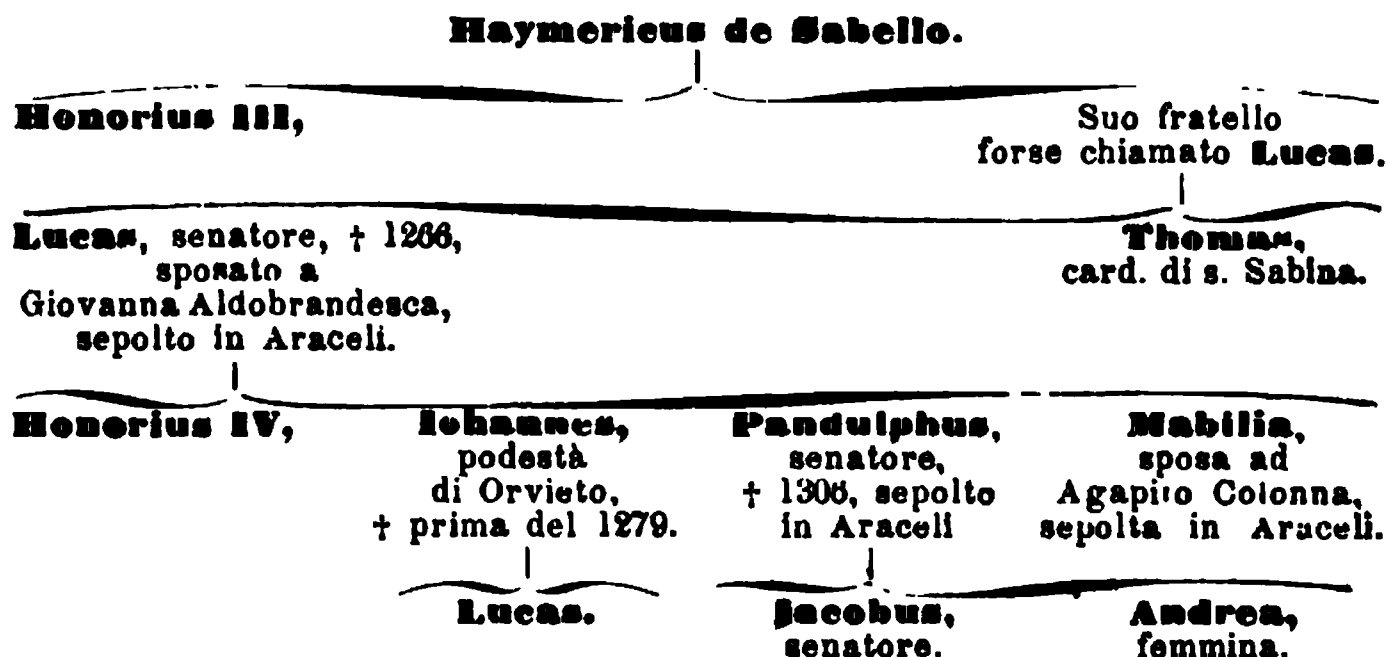 Haymericus de Sabello.
Honorius III,
Suo fratello
forse chiamato Lucas.
Lucas, senatore, † 1266,
sposato a
Giovanna Aldobrandesca,
sepolto in Araceli.
Thomas,
card. di s. Sabina.
Honorius IV,
Iohannes,
podestà
di Orvieto,
† prima del 1279.
Pandulphus,
senatore,
† 1306, sepolto
in Araceli
Mabilia,
sposa ad
Agapito Colonna,
sepolta in Araceli.
Lucas.
Jacobus,
senatore.
Andrea,
femmina.